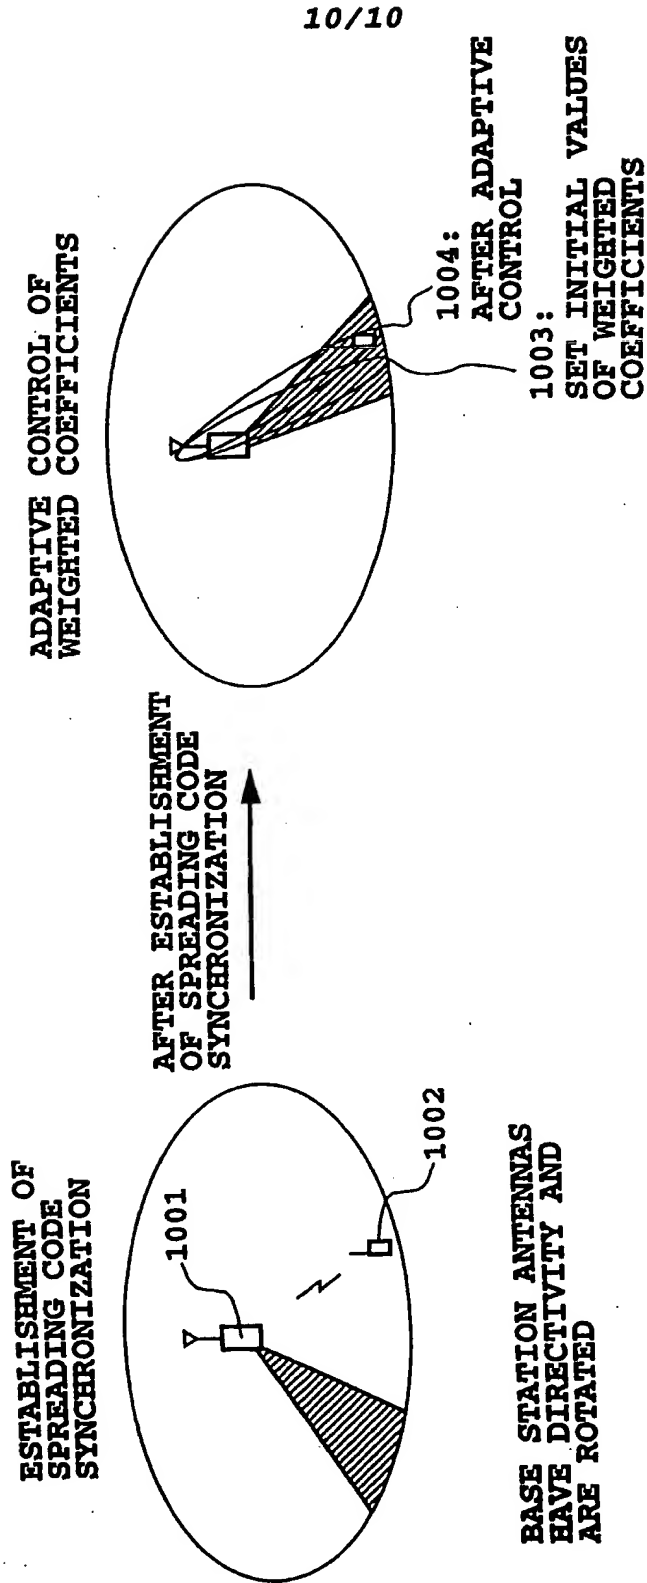 10/10
ESTABLISHMENT OF
SPREADING CODE
SYNCHRONIZATION
1001
1002
BASE STATION ANTENNAS
HAVE DIRECTIVITY AND
ARE ROTATED
AFTER ESTABLISHMENT
OF SPREADING CODE
SYNCHRONIZATION
ADAPTIVE CONTROL OF
WEIGHTED COEFFICIENTS
1004:
AFTER ADAPTIVE
CONTROL
1003:
SET INITIAL VALUES
OF WEIGHTED
COEFFICIENTS